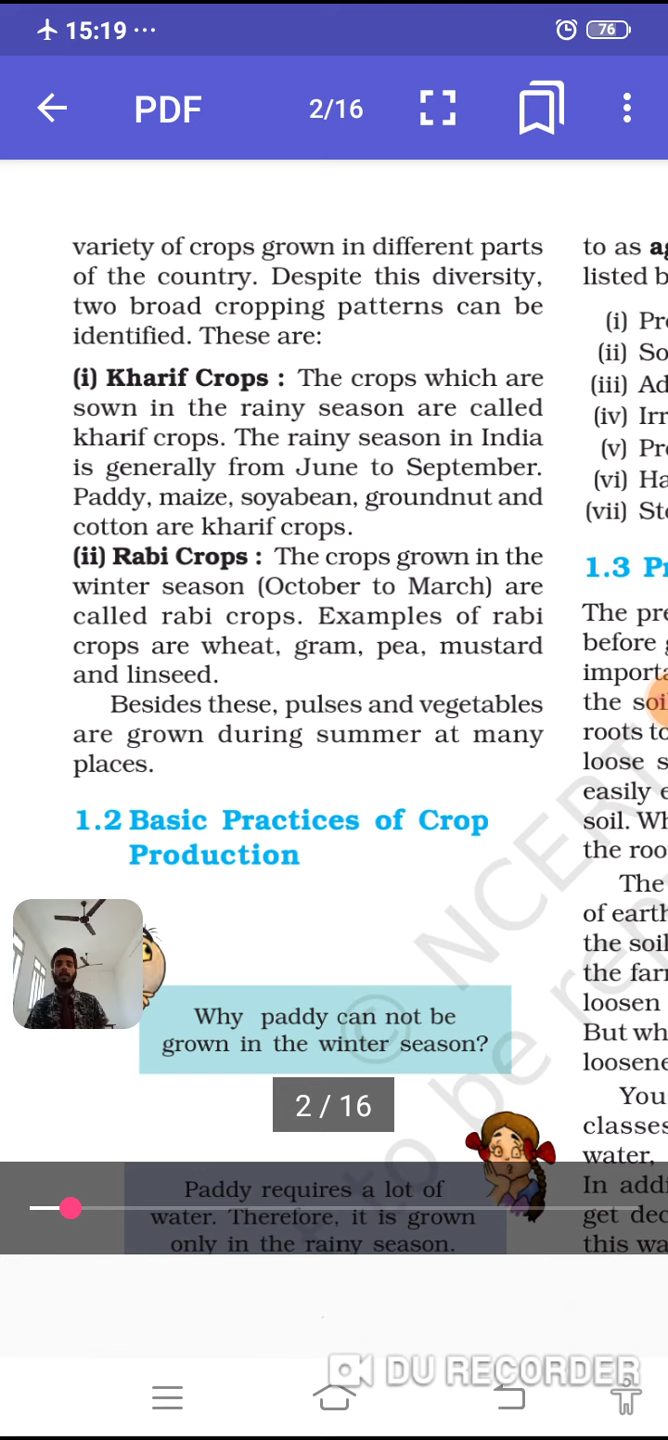 15:19 ...
76
PDF
2/16
variety of crops grown in different parts
of the country. Despite this diversity,
two broad cropping patterns can be
identified. These are:
(i) Kharif Crops : The crops which are
sown in the rainy season are called
kharif crops. The rainy season in India
is generally from June to September.
Paddy, maize, soyabean, groundnut and
cotton are kharif crops.
(ii) Rabi Crops : The crops grown in the
winter season (October to March) are
called rabi crops. Examples of rabi
crops are wheat, gram, pea, mustard
and linseed.
Besides these, pulses and vegetables
are grown during summer at many
places.
1.2 Basic Practices of Crop
Production
Why paddy can not be
grown in the winter season?
2 / 16
Paddy requires a lot of
water. Therefore, it is grown
only in the rainy season.
to as
listed
(i)
(ii)
(iii)
(iv)
(v)
(vi)
(vii)
1.3
The
before
the
roots to
loose
easily
soil.
the
The
of
the soil
the
loosen
But
You
classes
water,
In
get
this
© NCERT
to be
DU RECORDER